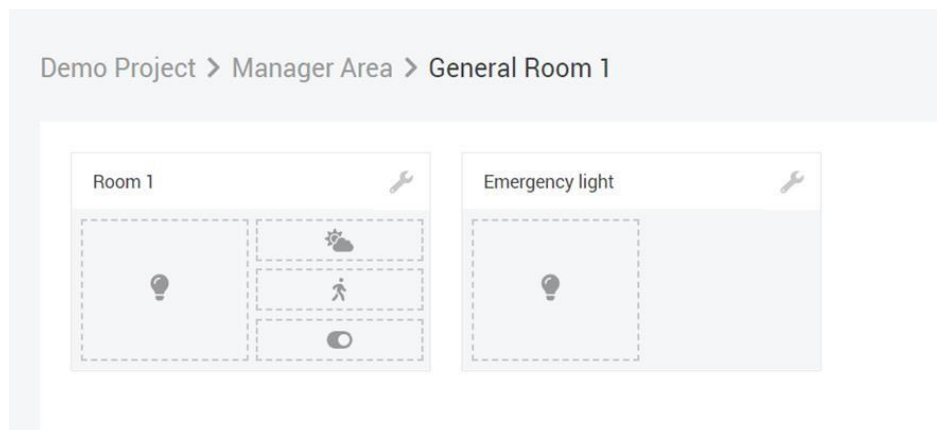 Demo Project > Manager Area > General Room 1
Room 1
Emergency light